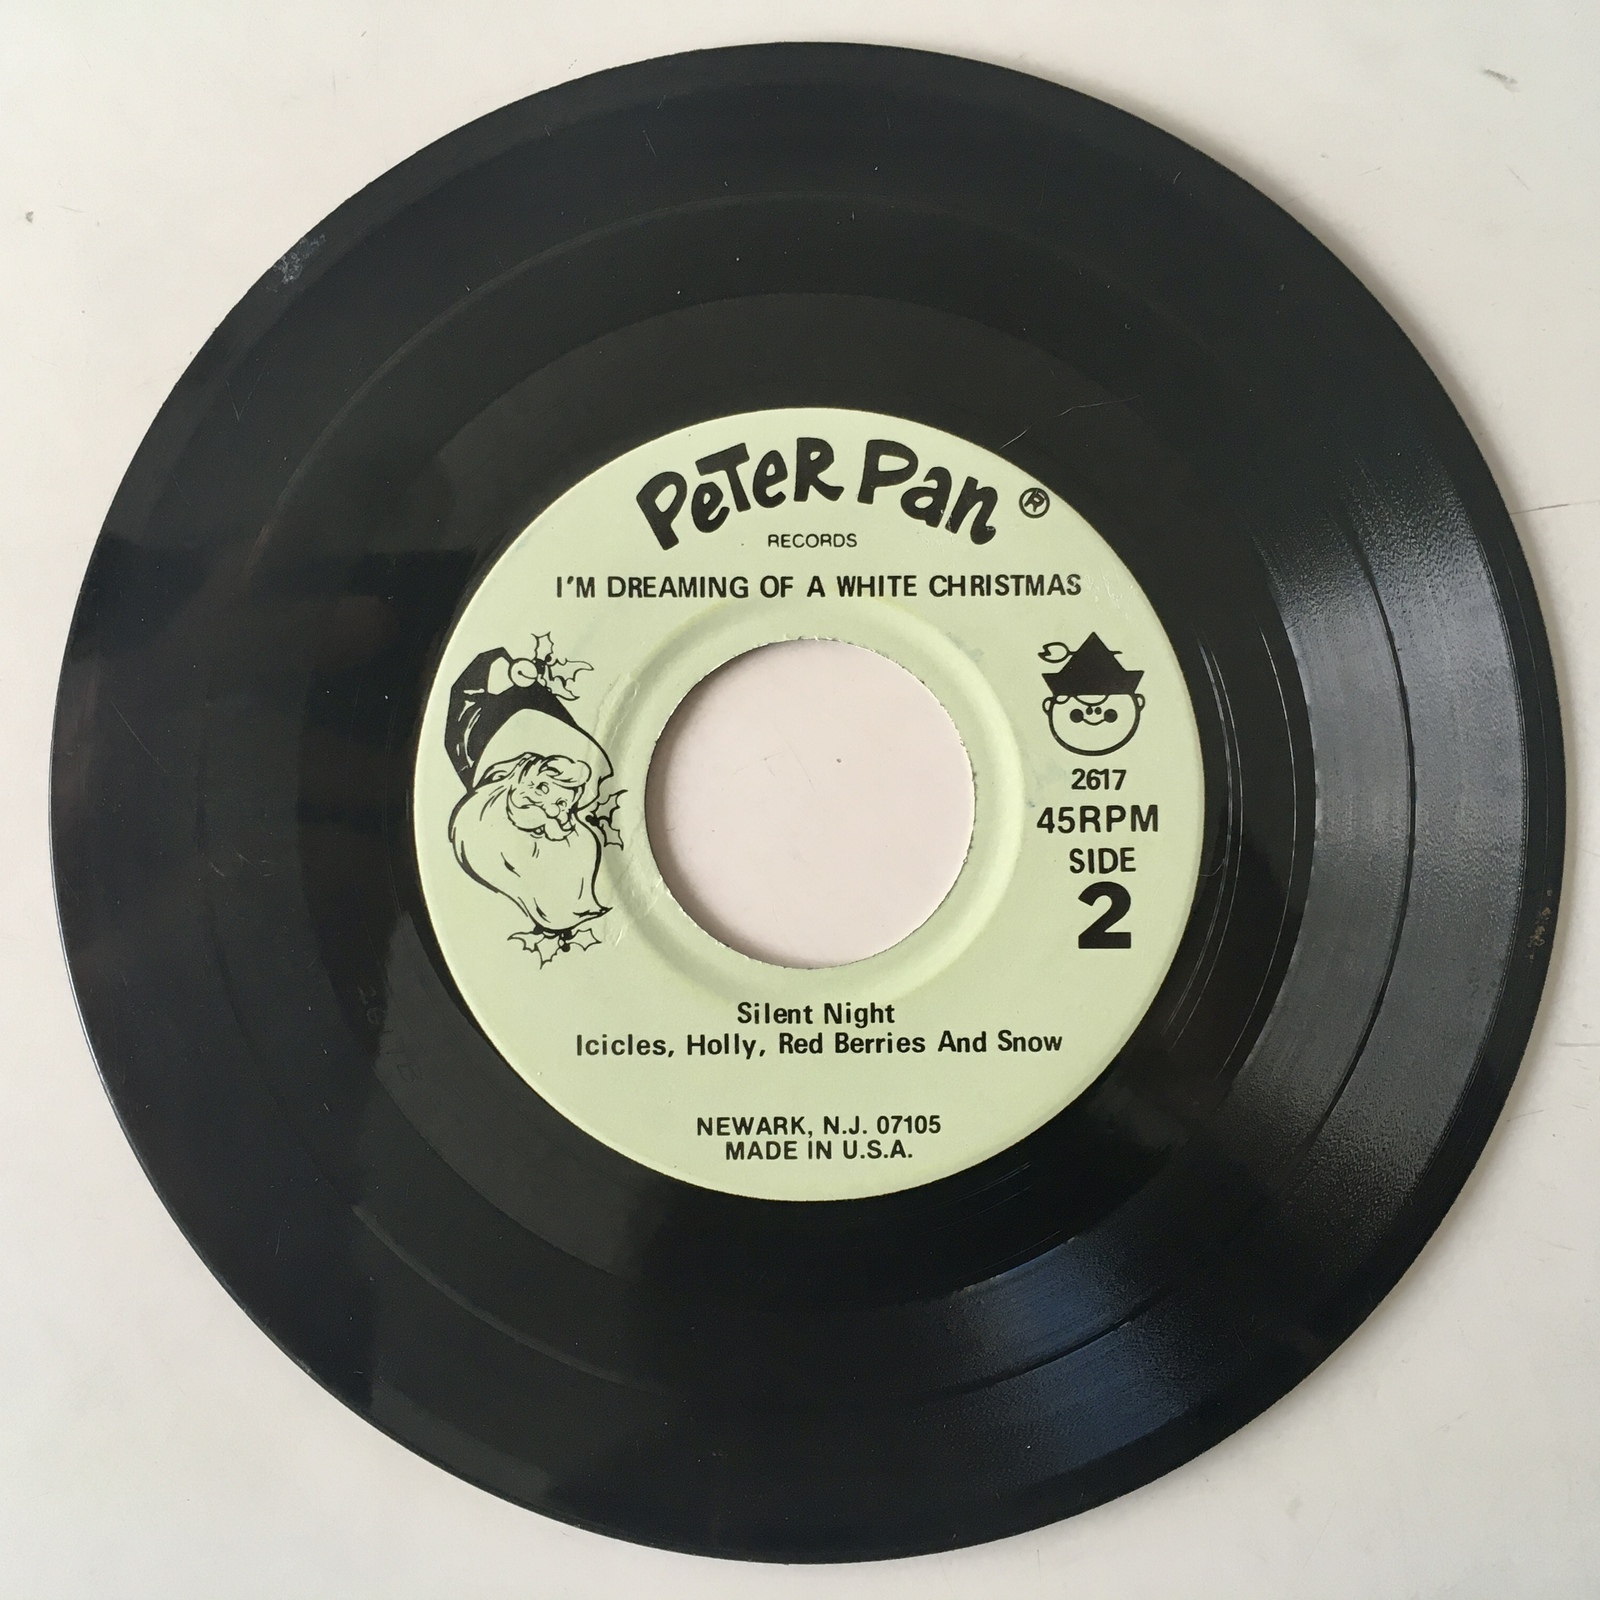 PETER PAN ®
RECORDS
I'M DREAMING OF A WHITE CHRISTMAS
2617
45RPM
SIDE
2
Silent Night
Icicles, Holly, Red Berries And Snow
NEWARK, N.J. 07105
MADE IN U.S.A.